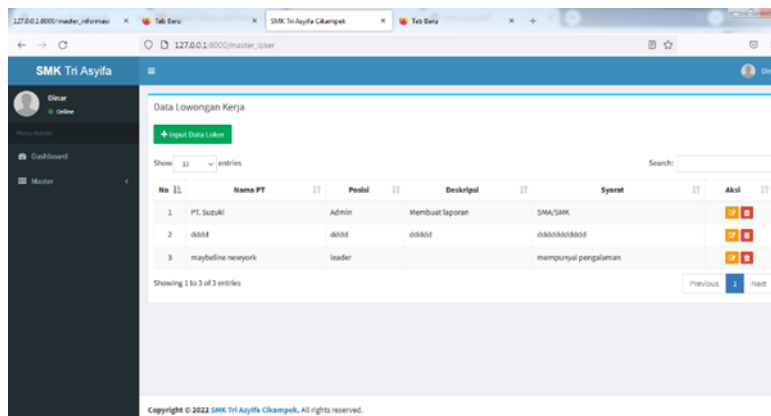 127.0.0.1:8000/master_informasi
Tab Baru
SMK Tri Asyifa Cikampek
Tab Baru
127.0.0.1:8000/master_loker
SMK Tri Asyifa
Dinar
Online
Menu Admin
Dashboard
Master
Data Lowongan Kerja
Input Data Loker
Show 10 entries
Search:
No Nama PT Posisi Deskripsi Syarat Aksi
1 PT. Suzuki Admin Membuat laporan SMA/SMK
2 dddd dddd ddddd
3 maybeline newyork leader mempunyai pengalaman
Showing 1 to 3 of 3 entries
Previous 1 Next
Copyright © 2022 SMK Tri Asyifa Cikampek. All rights reserved.